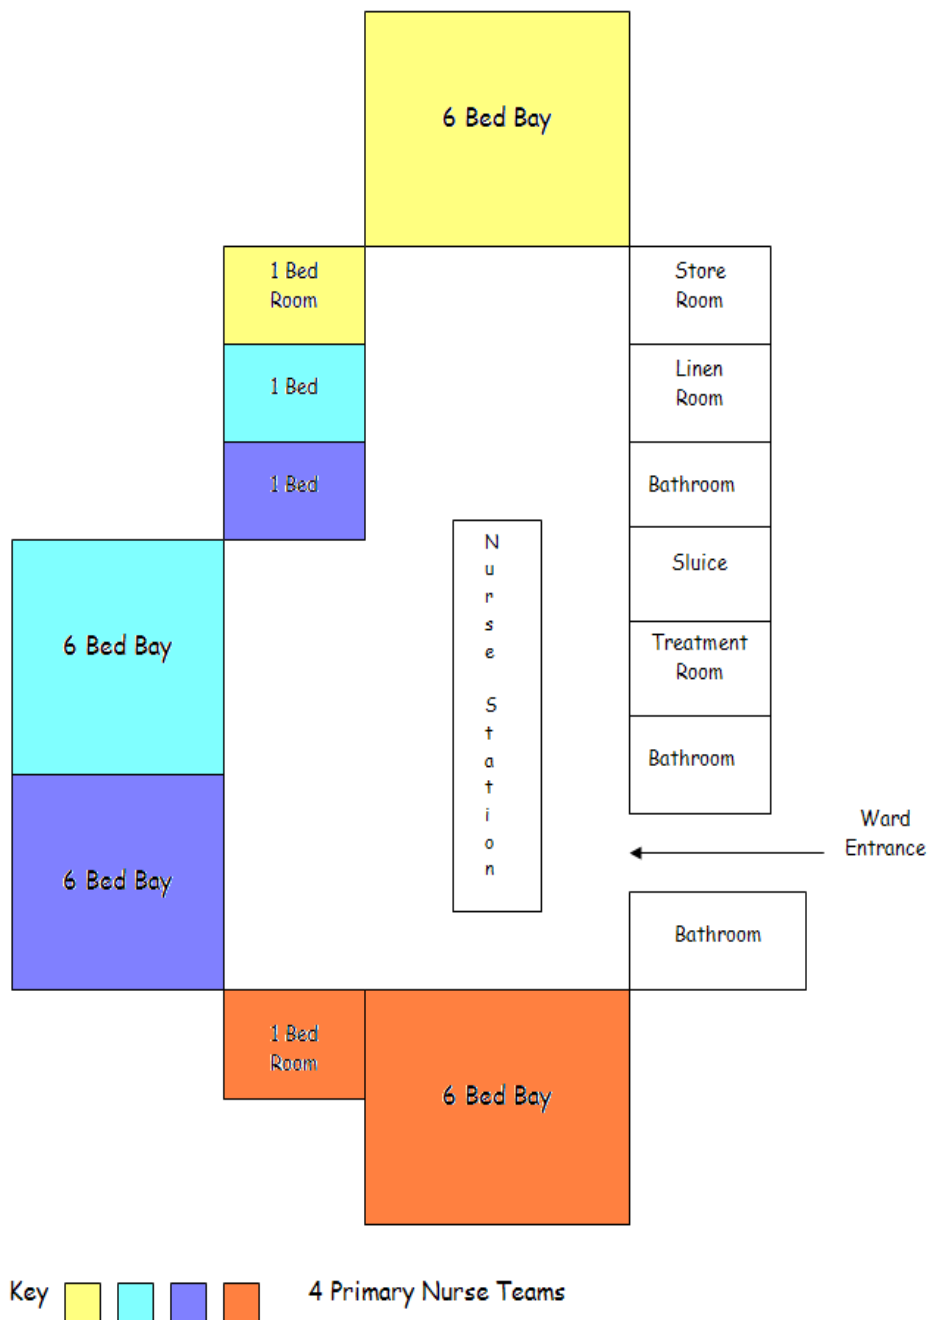 6 Bed Bay
1 Bed
Room
Store
Room
1 Bed
Linen
Room
1 Bed
Bathroom
Nurse Station
Sluice
6 Bed Bay
Treatment
Room
Bathroom
Ward
Entrance
6 Bed Bay
Bathroom
1 Bed
Room
6 Bed Bay
Key
4 Primary Nurse Teams